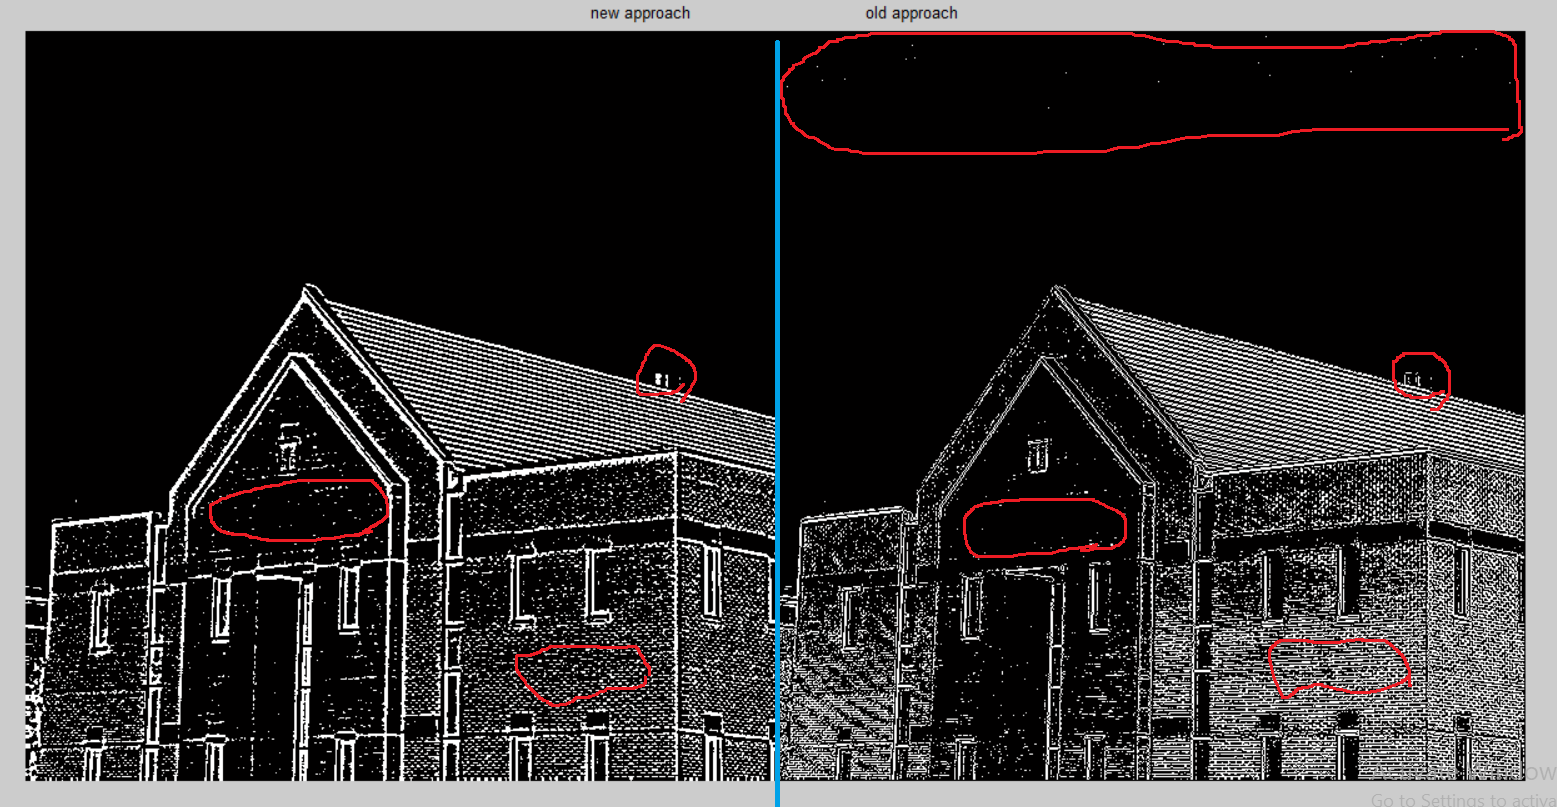 new approach
old approach
Go to Settings to activa